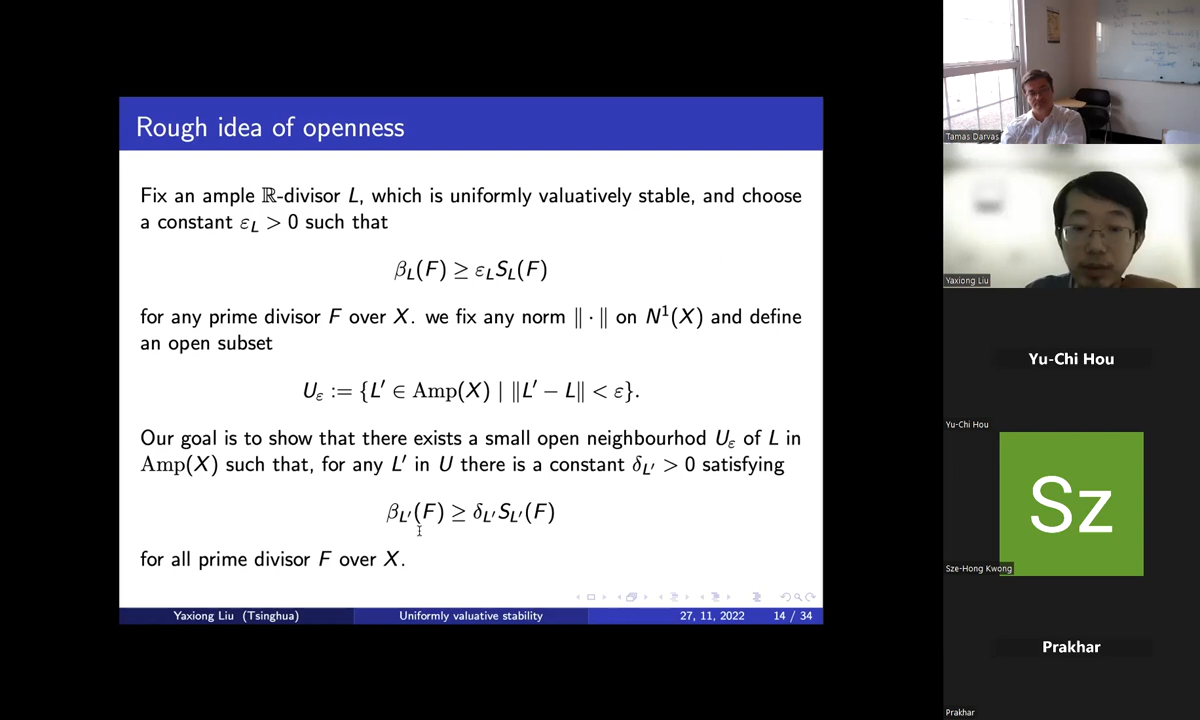 Rough idea of openness
Fix an ample ℝ-divisor L, which is uniformly valuatively stable, and choose
a constant ε_L > 0 such that
β_L(F) ≥ ε_L S_L(F)
for any prime divisor F over X. we fix any norm ‖ · ‖ on N¹(X) and define
an open subset
U_ε := {L′ ∈ Amp(X) | ‖L′ − L‖ < ε}.
Our goal is to show that there exists a small open neighbourhod U_ε of L in
Amp(X) such that, for any L′ in U there is a constant δ_L′ > 0 satisfying
β_L′(F) ≥ δ_L′ S_L′(F)
for all prime divisor F over X.
Yaxiong Liu (Tsinghua) Uniformly valuative stability 27, 11, 2022 14 / 34
Tamas Darvas
Yaxiong Liu
Yu-Chi Hou
Yu-Chi Hou
Sz
Sze-Hong Kwong
Prakhar
Prakhar